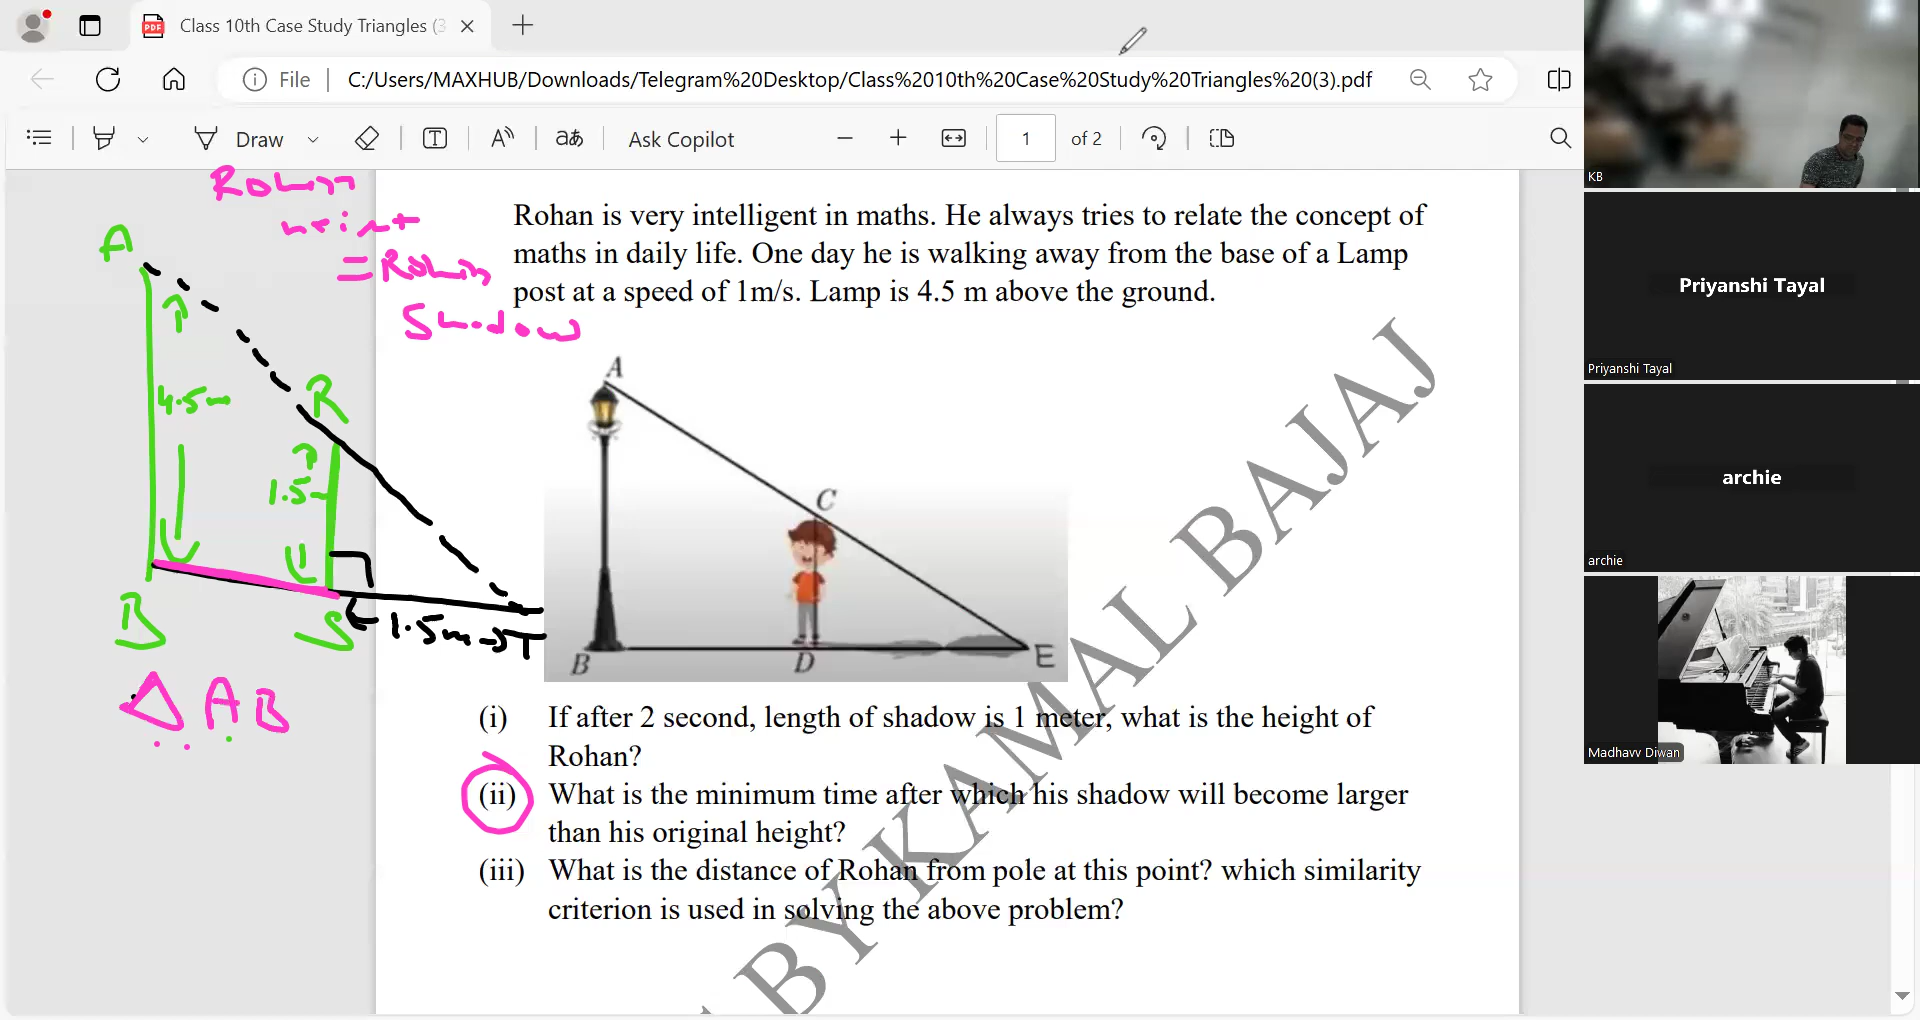 Class 10th Case Study Triangles (3
File
C:/Users/MAXHUB/Downloads/Telegram%20Desktop/Class%2010th%20Case%20Study%20Triangles%20(3).pdf
Draw
Ask Copilot
1
of 2
Rohan
= Rohan
Shadow
Rohan is very intelligent in maths. He always tries to relate the concept of
maths in daily life. One day he is walking away from the base of a Lamp
post at a speed of 1m/s. Lamp is 4.5 m above the ground.
A
4.5m
R
1.5m
B
S
1.5m
T
Δ A B
A
C
B
D
E
(i) If after 2 second, length of shadow is 1 meter, what is the height of
Rohan?
(ii) What is the minimum time after which his shadow will become larger
than his original height?
(iii) What is the distance of Rohan from pole at this point? which similarity
criterion is used in solving the above problem?
BY KAMAL BAJAJ
KB
Priyanshi Tayal
Priyanshi Tayal
archie
archie
Madhavv Diwan